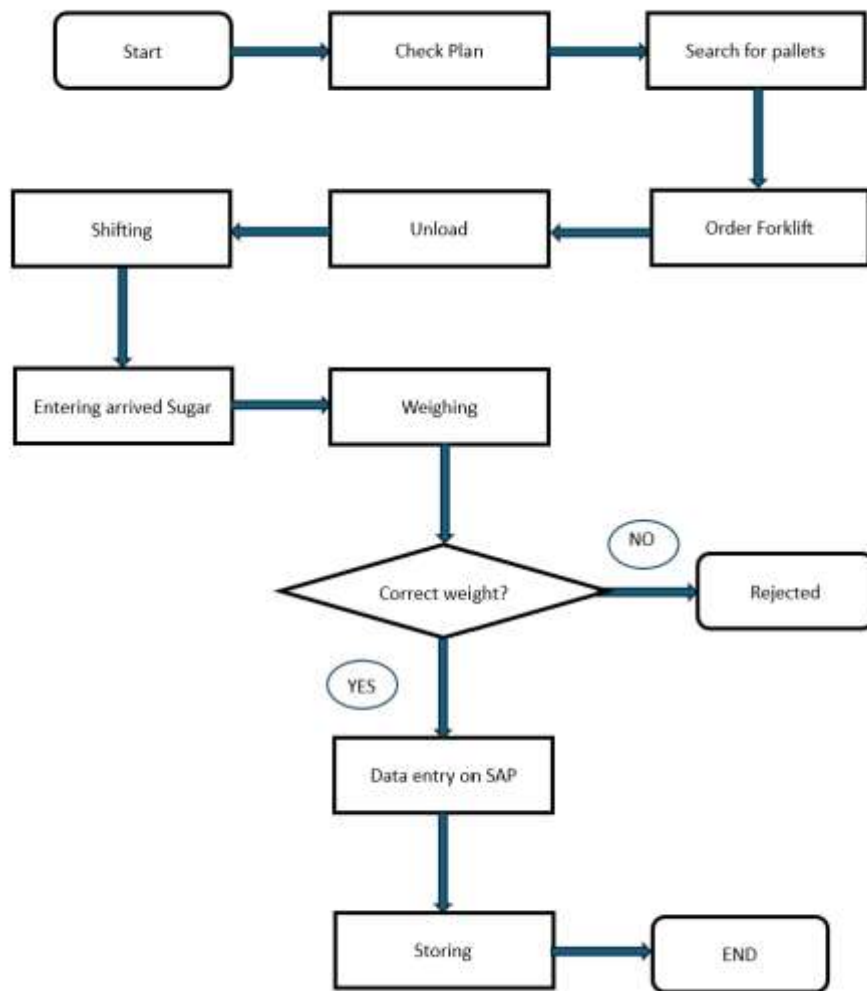 Start
Check Plan
Search for pallets
Order Forklift
Unload
Shifting
Entering arrived Sugar
Weighing
Correct weight?
NO
Rejected
YES
Data entry on SAP
Storing
END